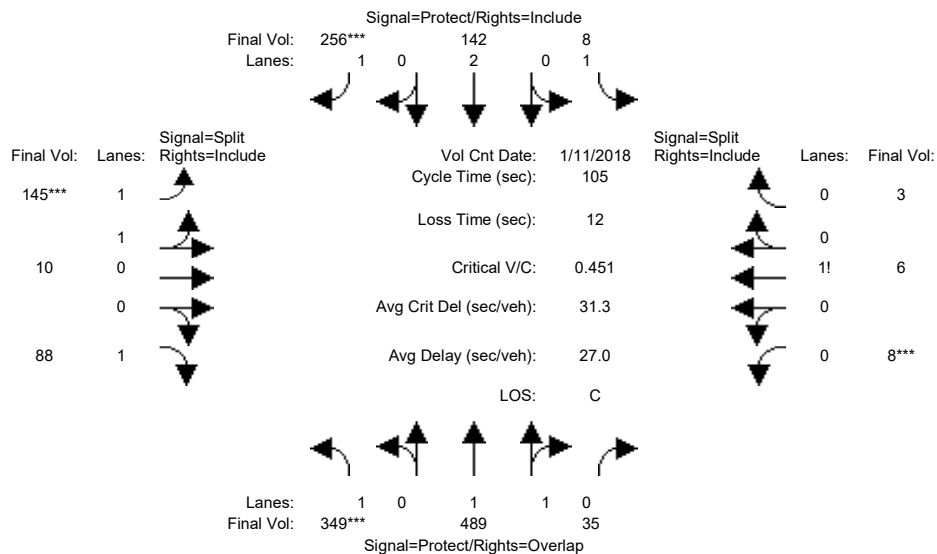 Signal=Protect/Rights=Include
Final Vol: 256*** 142 8
Lanes: 1 0 2 0 1
Signal=Split
Final Vol: Lanes: Rights=Include
Vol Cnt Date: 1/11/2018
Signal=Split
Rights=Include Lanes: Final Vol:
Cycle Time (sec): 105
145*** 1
0 3
Loss Time (sec): 12
1
0
10 0
Critical V/C: 0.451
1! 6
0
Avg Crit Del (sec/veh): 31.3
0
88 1
Avg Delay (sec/veh): 27.0
0 8***
LOS: C
Lanes: 1 0 1 1 0
Final Vol: 349*** 489 35
Signal=Protect/Rights=Overlap